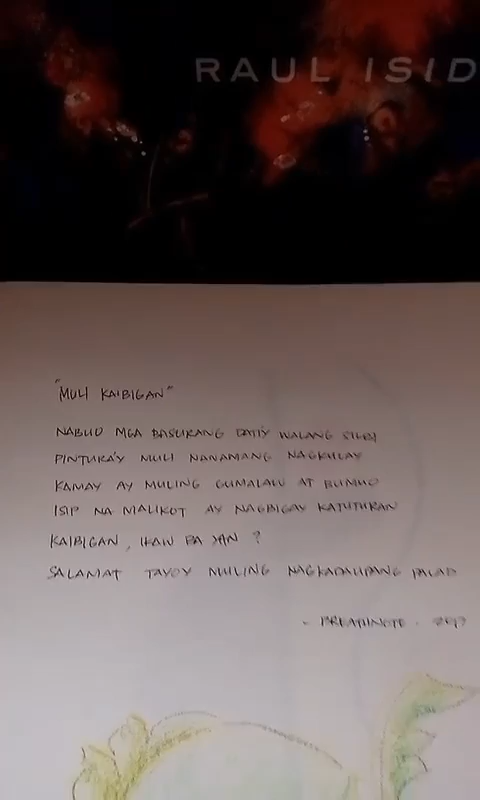 RAUL ISID
"MULI KAIBIGAN"
NABUO MGA BASURANG DATI'Y WALANG
PINTURA'Y MULI NANAMANG NAGKULAY
KAMAY AY MULING GUMALAW AT BUMUO
ISIP NA MALIKOT AY NAGBIGAY KATUTURAN
KAIBIGAN, IKAW BA YAN ?
SALAMAT TAYO'Y MULING NAGKADAUPANG PALAD
- BREATHNOTE.